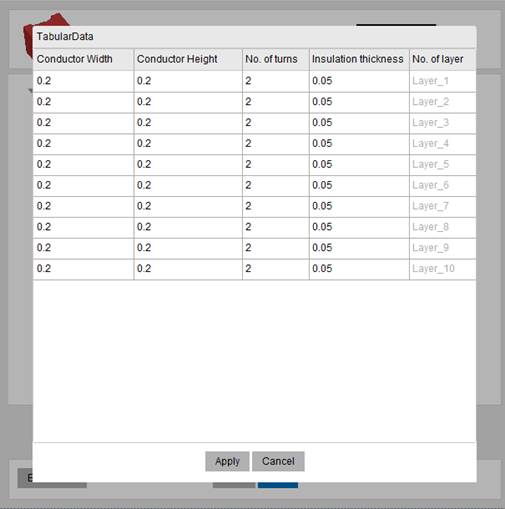 TabularData
Conductor Width Conductor Height No. of turns Insulation thickness No. of layer
0.2 0.2 2 0.05 Layer_1
0.2 0.2 2 0.05 Layer_2
0.2 0.2 2 0.05 Layer_3
0.2 0.2 2 0.05 Layer_4
0.2 0.2 2 0.05 Layer_5
0.2 0.2 2 0.05 Layer_6
0.2 0.2 2 0.05 Layer_7
0.2 0.2 2 0.05 Layer_8
0.2 0.2 2 0.05 Layer_9
0.2 0.2 2 0.05 Layer_10
Apply Cancel